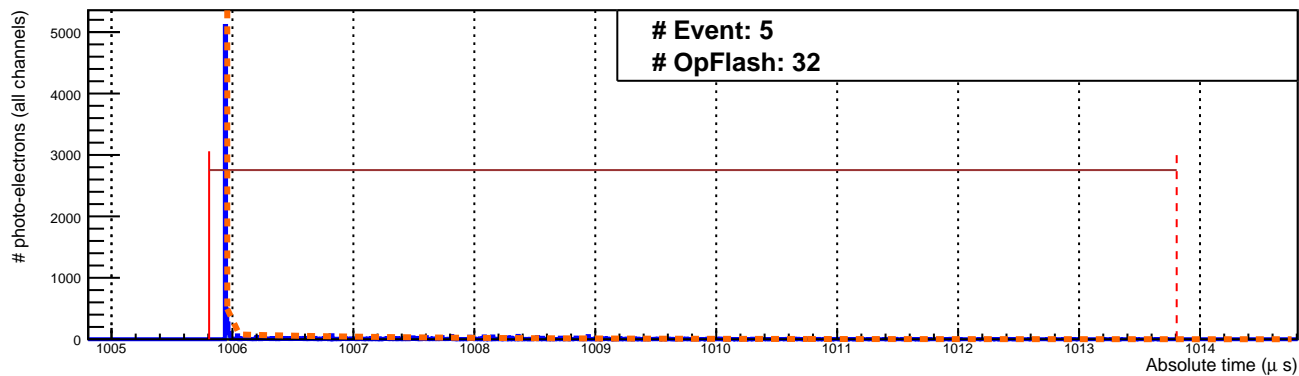 # Event: 5
# OpFlash: 32
# photo-electrons (all channels)
5000
4000
3000
2000
1000
0
1005 1006 1007 1008 1009 1010 1011 1012 1013 1014
Absolute time (μ s)